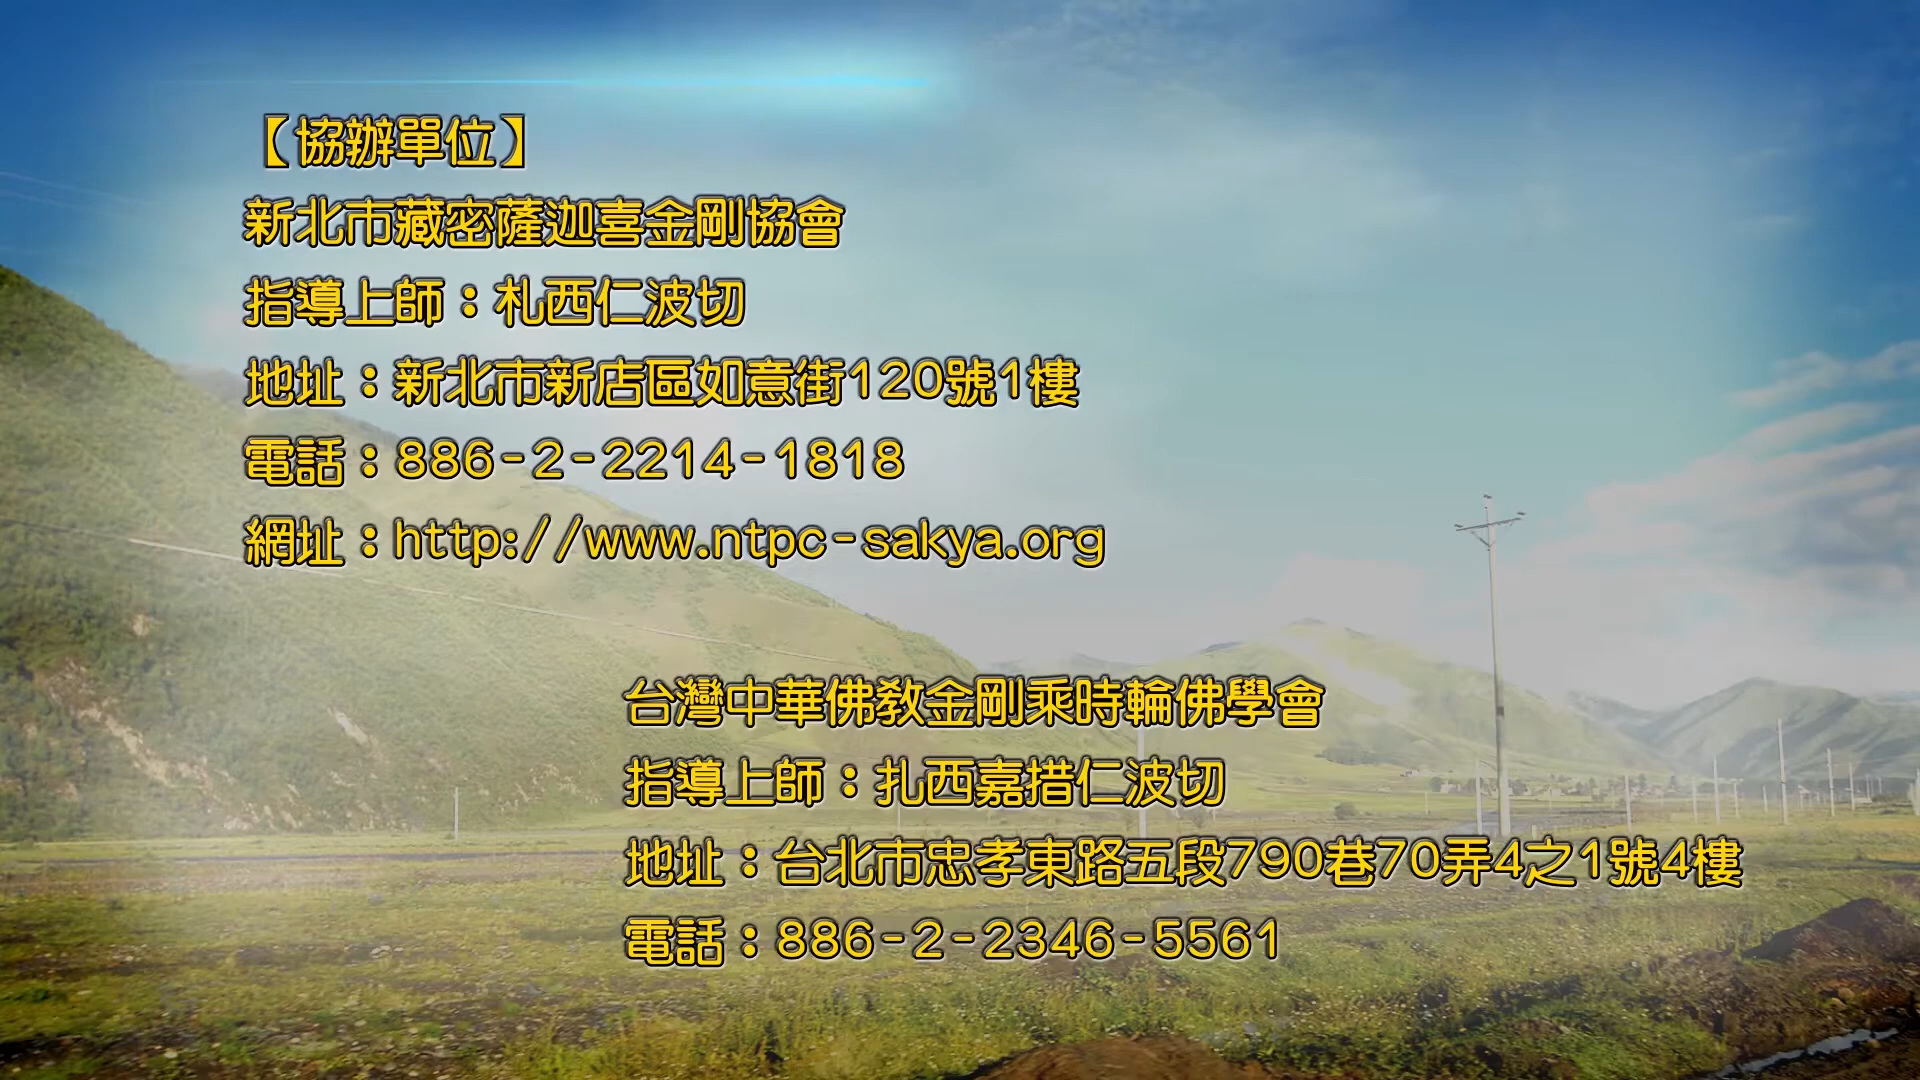 【協辦單位】
新北市藏密薩迦喜金剛協會
指導上師：札西仁波切
地址：新北市新店區如意街120號1樓
電話：886-2-2214-1818
網址：http://www.ntpc-sakya.org
台灣中華佛教金剛乘時輪佛學會
指導上師：扎西嘉措仁波切
地址：台北市忠孝東路五段790巷70弄4之1號4樓
電話：886-2-2346-5561